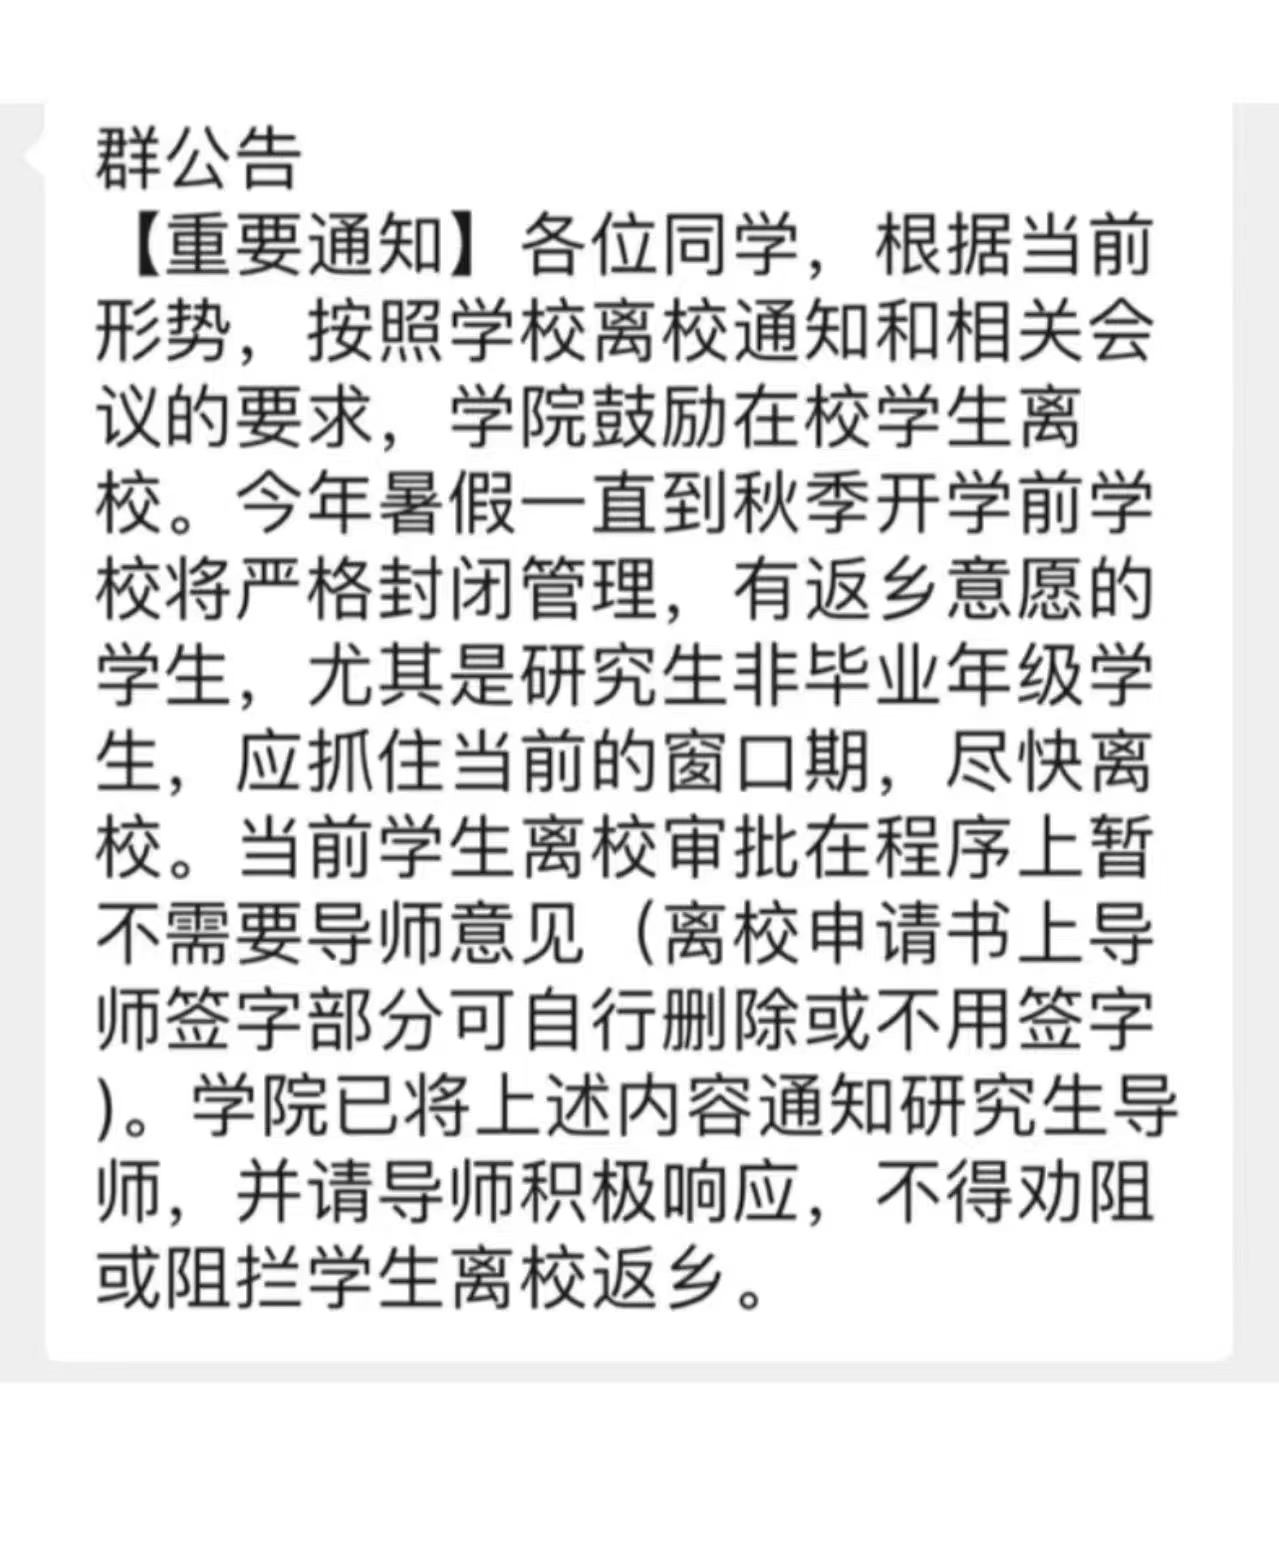 群公告
【重要通知】各位同学，根据当前
形势，按照学校离校通知和相关会
议的要求，学院鼓励在校学生离
校。今年暑假一直到秋季开学前学
校将严格封闭管理，有返乡意愿的
学生，尤其是研究生非毕业年级学
生，应抓住当前的窗口期，尽快离
校。当前学生离校审批在程序上暂
不需要导师意见（离校申请书上导
师签字部分可自行删除或不用签字
)。学院已将上述内容通知研究生导
师，并请导师积极响应，不得劝阻
或阻拦学生离校返乡。